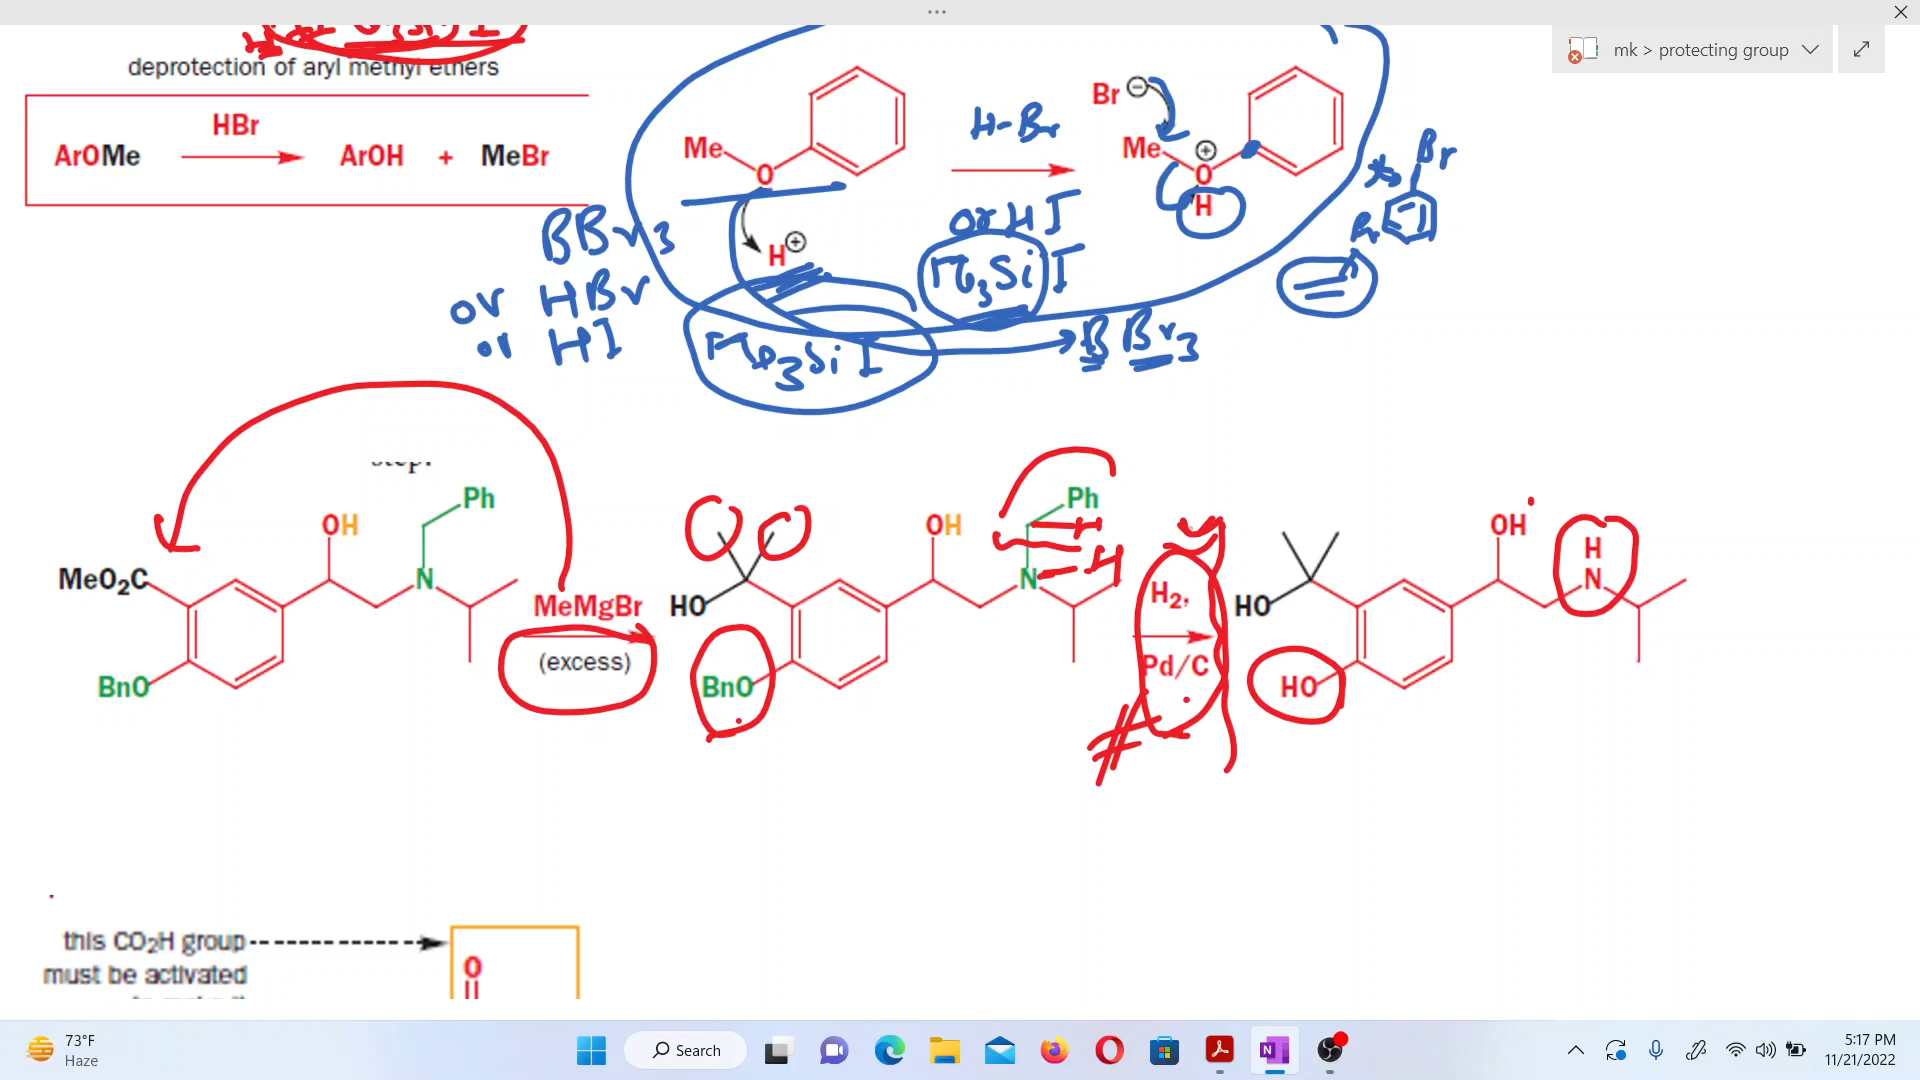 mk > protecting group
deprotection of aryl methyl ethers
HBr
ArOMe ArOH + MeBr
Me O
H ⊕
H-Br
or HI
Me3SiI
Br ⊖
Me ⊕
O
H
Br
Br
BBr3
or HBr
or HI
Me3SiI
BBr3
step:
OH Ph
MeO2C N
BnO
MeMgBr
(excess)
OH Ph
H
H
HO N
BnO
H2,
Pd/C
OH H
HO N
HO
this CO2H group
must be activated
O
73°F
Haze
Search
5:17 PM
11/21/2022